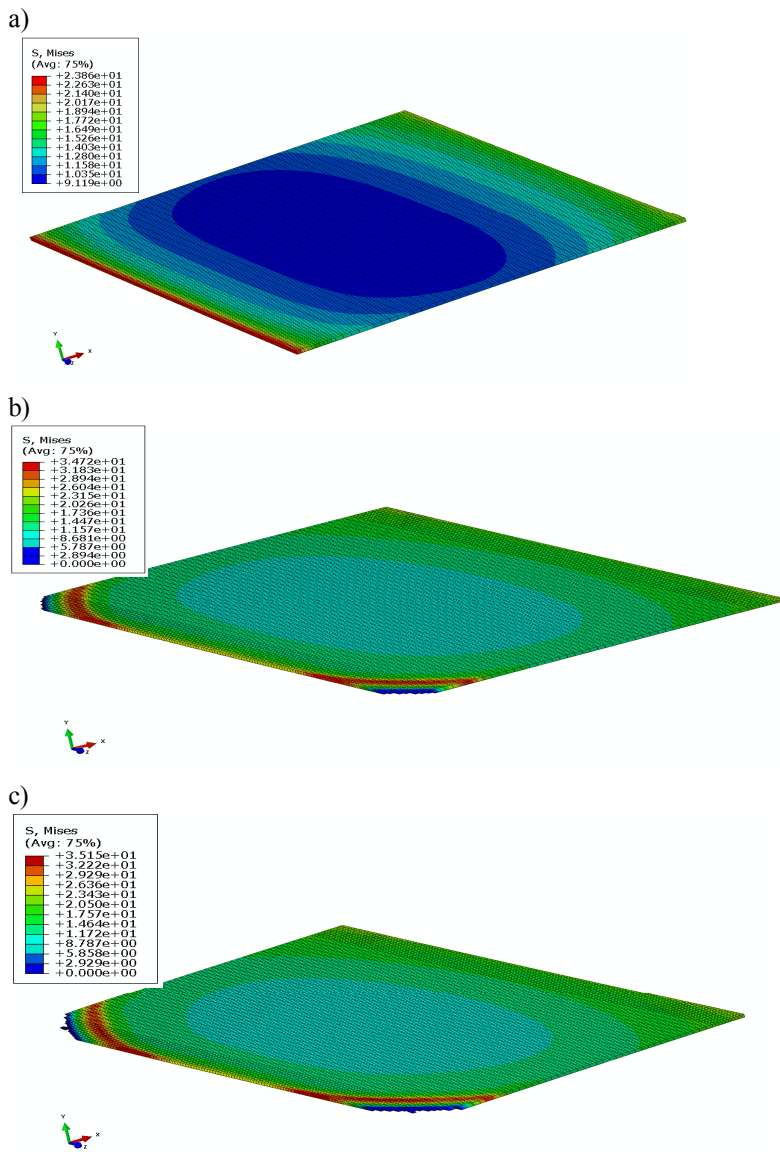 a)
S, Mises
(Avg: 75%)
+2.386e+01
+2.263e+01
+2.140e+01
+2.017e+01
+1.894e+01
+1.772e+01
+1.649e+01
+1.526e+01
+1.403e+01
+1.280e+01
+1.158e+01
+1.035e+01
+9.119e+00
Y
X
Z
b)
S, Mises
(Avg: 75%)
+3.472e+01
+3.183e+01
+2.894e+01
+2.604e+01
+2.315e+01
+2.026e+01
+1.736e+01
+1.447e+01
+1.157e+01
+8.681e+00
+5.787e+00
+2.894e+00
+0.000e+00
Y
X
Z
c)
S, Mises
(Avg: 75%)
+3.515e+01
+3.222e+01
+2.929e+01
+2.636e+01
+2.343e+01
+2.050e+01
+1.757e+01
+1.464e+01
+1.172e+01
+8.787e+00
+5.858e+00
+2.929e+00
+0.000e+00
Y
X
Z